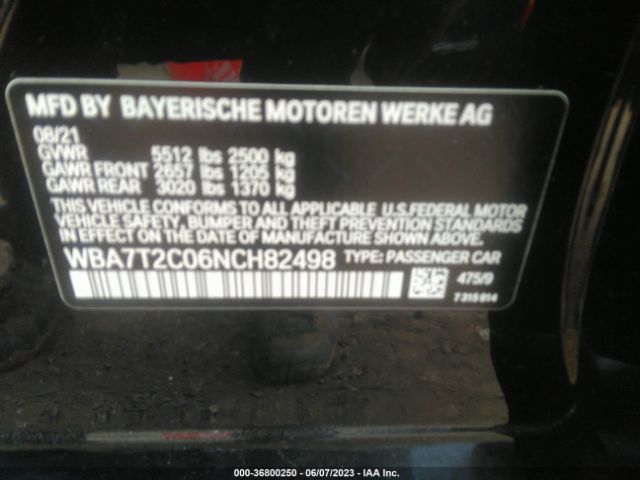 MFD BY BAYERISCHE MOTOREN WERKE AG
08/21
GVWR 5512 lbs 2500 kg
GAWR FRONT 2657 lbs 1205 kg
GAWR REAR 3020 lbs 1370 kg
THIS VEHICLE CONFORMS TO ALL APPLICABLE U.S.FEDERAL MOTOR
VEHICLE SAFETY, BUMPER AND THEFT PREVENTION STANDARDS
IN EFFECT ON THE DATE OF MANUFACTURE SHOWN ABOVE.
WBA7T2C06NCH82498 TYPE: PASSENGER CAR
475/9
7 315 014
000-36800250 - 06/07/2023 - IAA Inc.